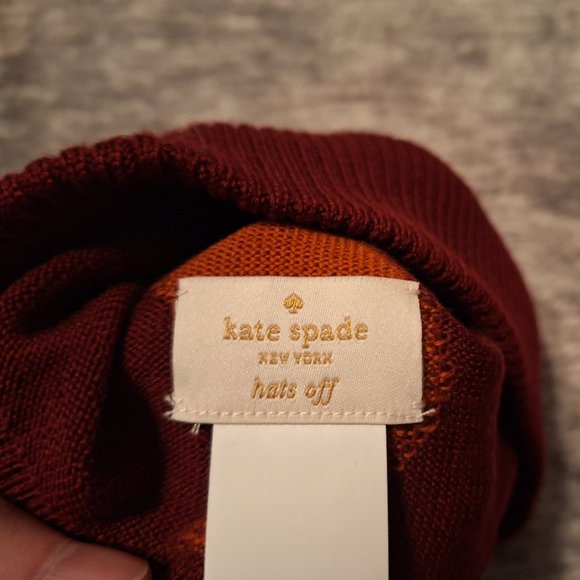 kate spade
NEW YORK
hats off